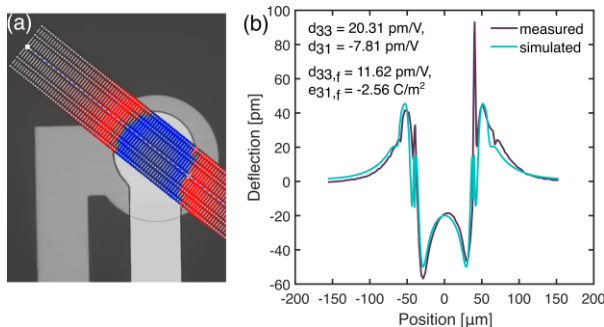 (a)
(b)
d33 = 20.31 pm/V,
d31 = -7.81 pm/V
d33,f = 11.62 pm/V,
e31,f = -2.56 C/m²
measured
simulated
Deflection [pm]
100
80
60
40
20
0
-20
-40
-60
-200
-150
-100
-50
0
50
100
150
200
Position [μm]